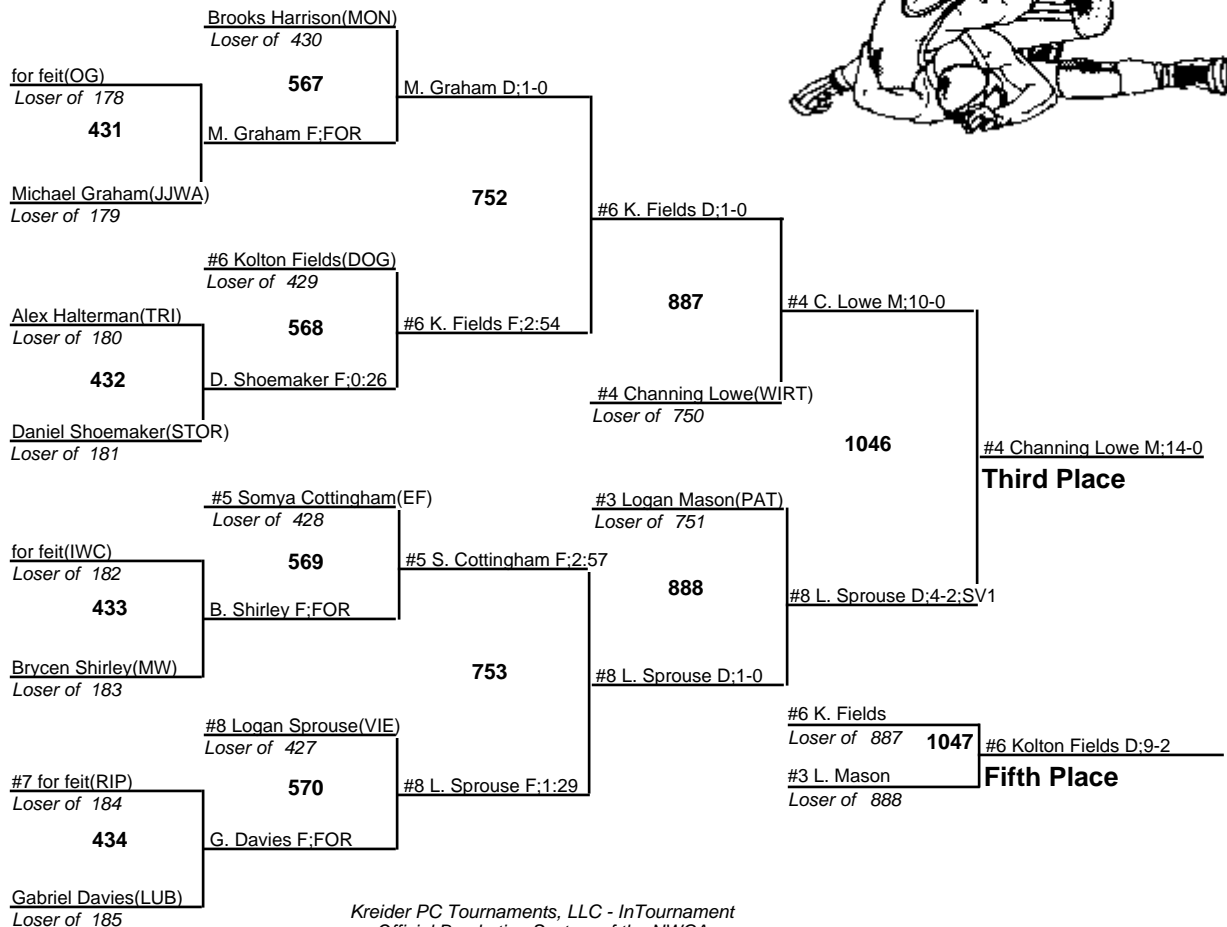 Brooks Harrison(MON)
Loser of 430
567
for feit(OG)
Loser of 178
431
M. Graham F;FOR
Michael Graham(JJWA)
Loser of 179
M. Graham D;1-0
752
#6 Kolton Fields(DOG)
Loser of 429
568
Alex Halterman(TRI)
Loser of 180
432
D. Shoemaker F;0:26
Daniel Shoemaker(STOR)
Loser of 181
#6 K. Fields F;2:54
#6 K. Fields D;1-0
887
#4 Channing Lowe(WIRT)
Loser of 750
#4 C. Lowe M;10-0
1046
#4 Channing Lowe M;14-0
Third Place
#5 Somya Cottingham(EF)
Loser of 428
569
for feit(IWC)
Loser of 182
433
B. Shirley F;FOR
Brycen Shirley(MW)
Loser of 183
#5 S. Cottingham F;2:57
753
#8 Logan Sprouse(VIE)
Loser of 427
570
#7 for feit(RIP)
Loser of 184
434
G. Davies F;FOR
Gabriel Davies(LUB)
Loser of 185
#8 L. Sprouse F;1:29
#3 Logan Mason(PAT)
Loser of 751
888
#8 L. Sprouse D;1-0
#8 L. Sprouse D;4-2;SV1
#6 K. Fields
Loser of 887
1047
#3 L. Mason
Loser of 888
#6 Kolton Fields D;9-2
Fifth Place
Kreider PC Tournaments, LLC - InTournament